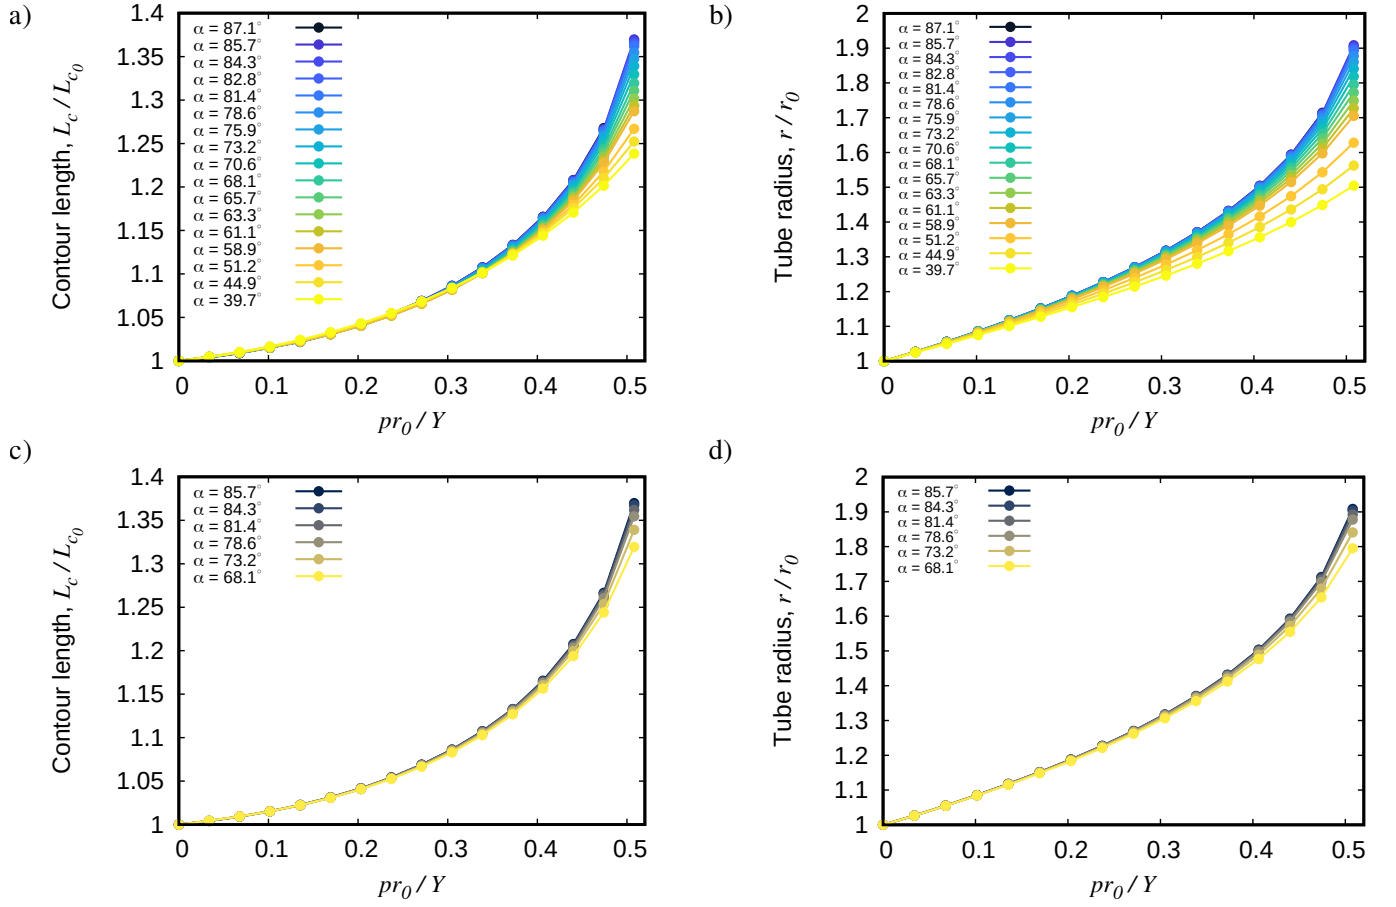 a)
Contour length, L_c / L_{c_0}
1.4
1.35
1.3
1.25
1.2
1.15
1.1
1.05
1
α = 87.1°
α = 85.7°
α = 84.3°
α = 82.8°
α = 81.4°
α = 78.6°
α = 75.9°
α = 73.2°
α = 70.6°
α = 68.1°
α = 65.7°
α = 63.3°
α = 61.1°
α = 58.9°
α = 51.2°
α = 44.9°
α = 39.7°
0 0.1 0.2 0.3 0.4 0.5
pr_0 / Y
b)
Tube radius, r / r_0
2
1.9
1.8
1.7
1.6
1.5
1.4
1.3
1.2
1.1
1
α = 87.1°
α = 85.7°
α = 84.3°
α = 82.8°
α = 81.4°
α = 78.6°
α = 75.9°
α = 73.2°
α = 70.6°
α = 68.1°
α = 65.7°
α = 63.3°
α = 61.1°
α = 58.9°
α = 51.2°
α = 44.9°
α = 39.7°
0 0.1 0.2 0.3 0.4 0.5
pr_0 / Y
c)
Contour length, L_c / L_{c_0}
1.4
1.35
1.3
1.25
1.2
1.15
1.1
1.05
1
α = 85.7°
α = 84.3°
α = 81.4°
α = 78.6°
α = 73.2°
α = 68.1°
0 0.1 0.2 0.3 0.4 0.5
pr_0 / Y
d)
Tube radius, r / r_0
2
1.9
1.8
1.7
1.6
1.5
1.4
1.3
1.2
1.1
1
α = 85.7°
α = 84.3°
α = 81.4°
α = 78.6°
α = 73.2°
α = 68.1°
0 0.1 0.2 0.3 0.4 0.5
pr_0 / Y